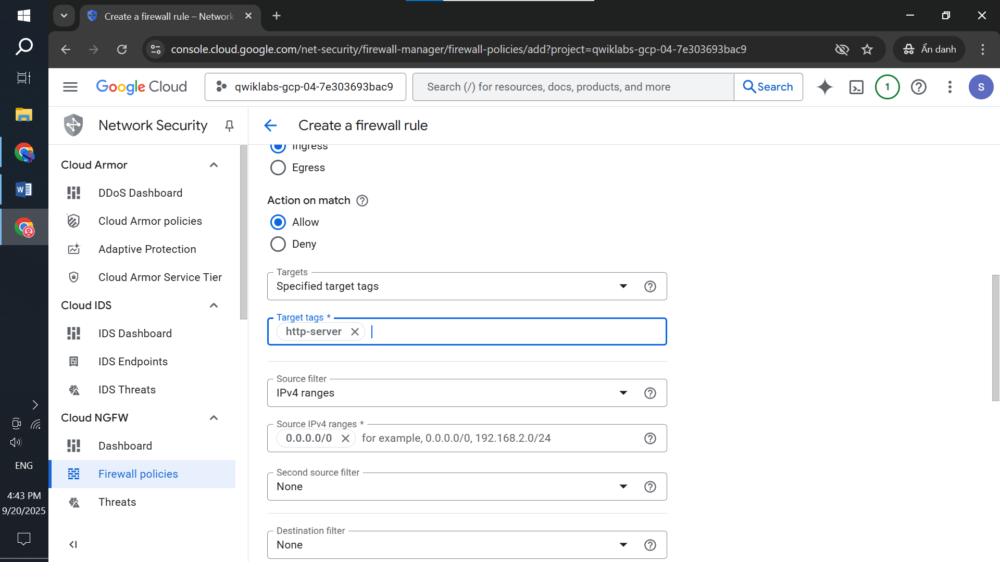 Create a firewall rule – Network
console.cloud.google.com/net-security/firewall-manager/firewall-policies/add?project=qwiklabs-gcp-04-7e303693bac9
Ẩn danh
Google Cloud
qwiklabs-gcp-04-7e303693bac9
Search (/) for resources, docs, products, and more
Search
1
S
Network Security
Create a firewall rule
Cloud Armor
DDoS Dashboard
Cloud Armor policies
Adaptive Protection
Cloud Armor Service Tier
Cloud IDS
IDS Dashboard
IDS Endpoints
IDS Threats
Cloud NGFW
Dashboard
Firewall policies
Threats
Ingress
Egress
Action on match
Allow
Deny
Targets
Specified target tags
Target tags *
http-server
Source filter
IPv4 ranges
Source IPv4 ranges *
0.0.0.0/0 for example, 0.0.0.0/0, 192.168.2.0/24
Second source filter
None
Destination filter
None
ENG
4:43 PM
9/20/2025